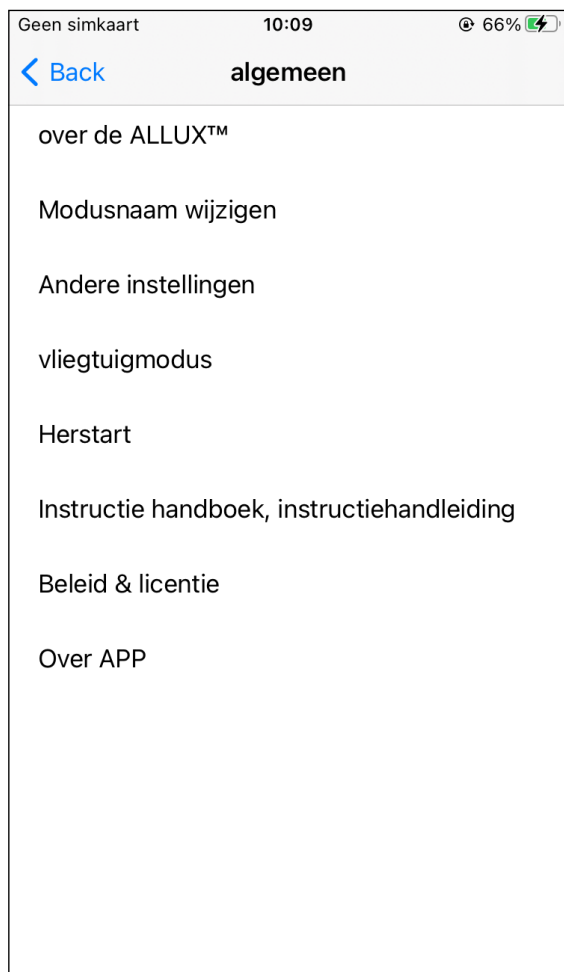 Geen simkaart 10:09 66%
Back algemeen
over de ALLUX™
Modusnaam wijzigen
Andere instellingen
vliegtuigmodus
Herstart
Instructie handboek, instructiehandleiding
Beleid & licentie
Over APP